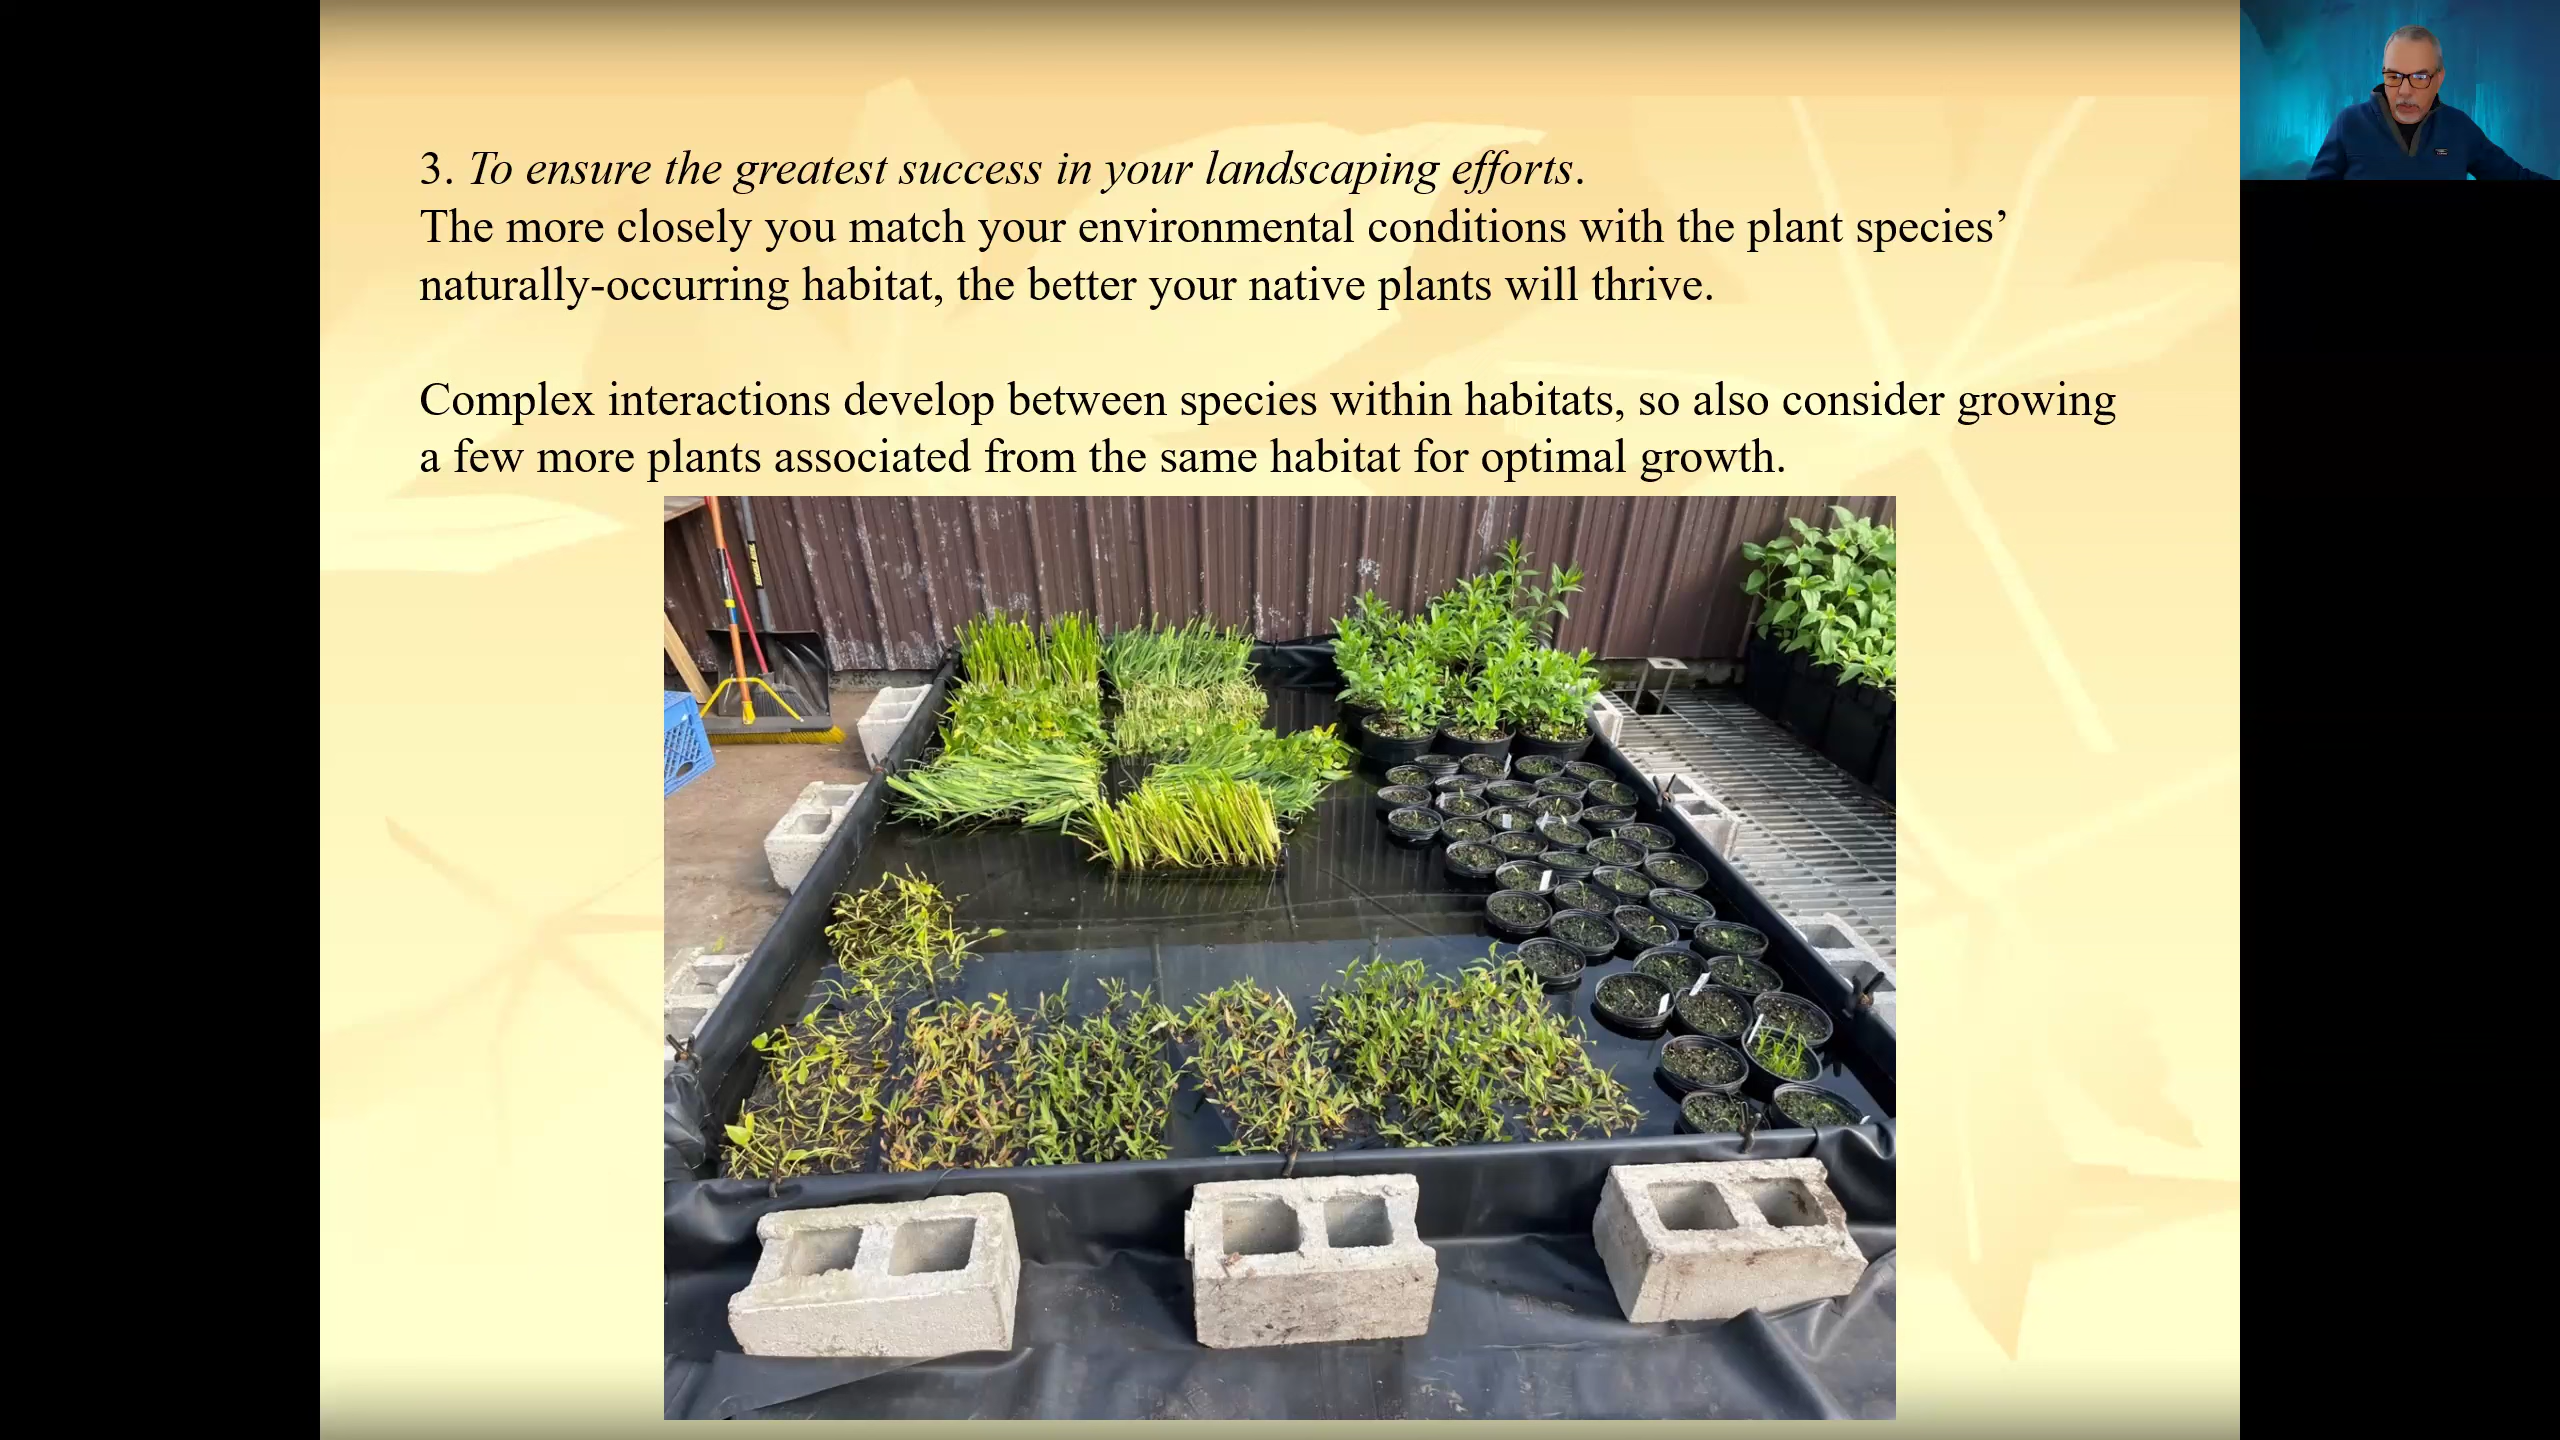 3. To ensure the greatest success in your landscaping efforts.
The more closely you match your environmental conditions with the plant species’
naturally-occurring habitat, the better your native plants will thrive.
Complex interactions develop between species within habitats, so also consider growing
a few more plants associated from the same habitat for optimal growth.